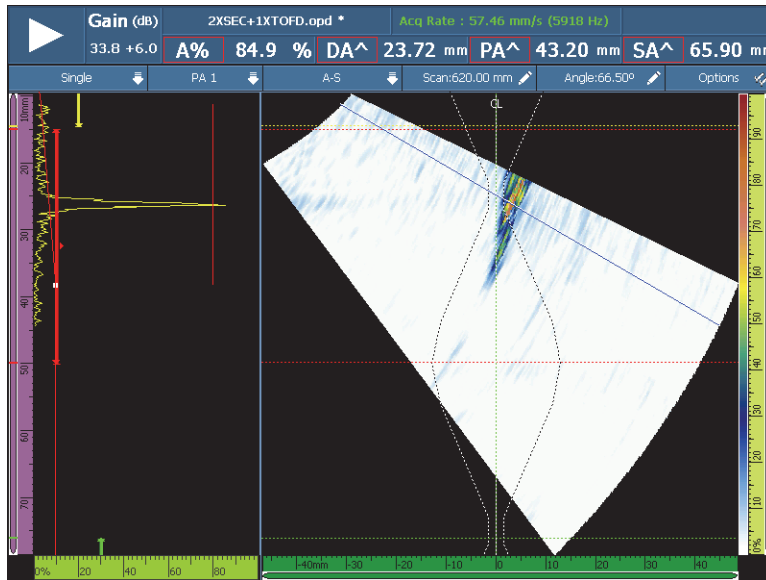 Gain (dB) 2XSEC+1XTOFD.opd * Acq Rate : 57.46 mm/s (5918 Hz)
33.8 +6.0 A% 84.9 % DA^ 23.72 mm PA^ 43.20 mm SA^ 65.90 m
Single PA 1 A-S Scan:620.00 mm Angle:66.50º Options
CL
10mm
20
30
40
50
60
70
0% 20 40 60 80
-40mm -30 -20 -10 0 10 20 30 40
90
80
70
60
50
40
30
20
10
0%